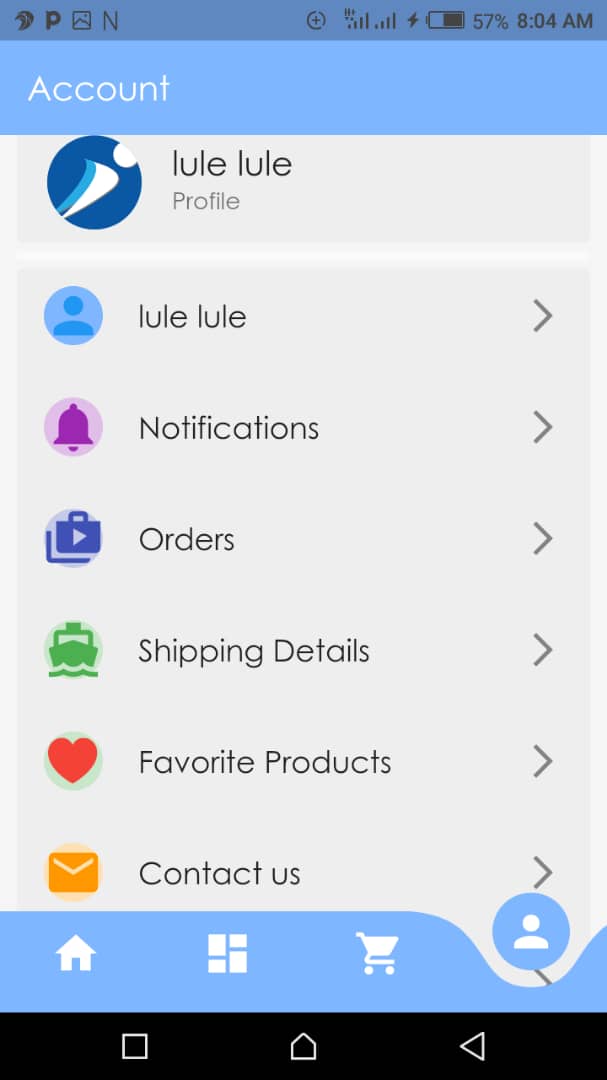 57% 8:04 AM
Account
lule lule
Profile
lule lule
Notifications
Orders
Shipping Details
Favorite Products
Contact us